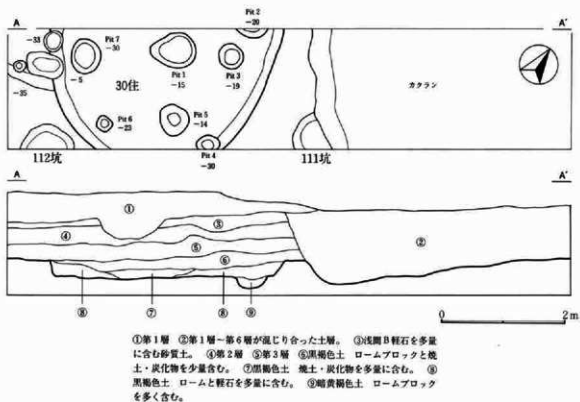 A A'
Pit 2
-20
-33
Pit 7
-30
-5
Pit 1
-15
Pit 3
-19
30住
カクラン
-35
Pit 6
-23
Pit 5
-14
Pit 4
-30
112坑
111坑
A A'
① ③ ④ ⑤ ② ⑥
⑧ ⑦ ⑧ ⑨
0 2m
①第1層 ②第1層~第6層が混じり合った土層。 ③浅間B軽石を多量
に含む砂質土。 ④第2層 ⑤第3層 ⑥黒褐色土 ロームブロックと焼
土・炭化物を少量含む。 ⑦黒褐色土 焼土・炭化物を多量に含む。 ⑧
黒褐色土 ロームと軽石を多量に含む。 ⑨暗黄褐色土 ロームブロック
を多く含む。